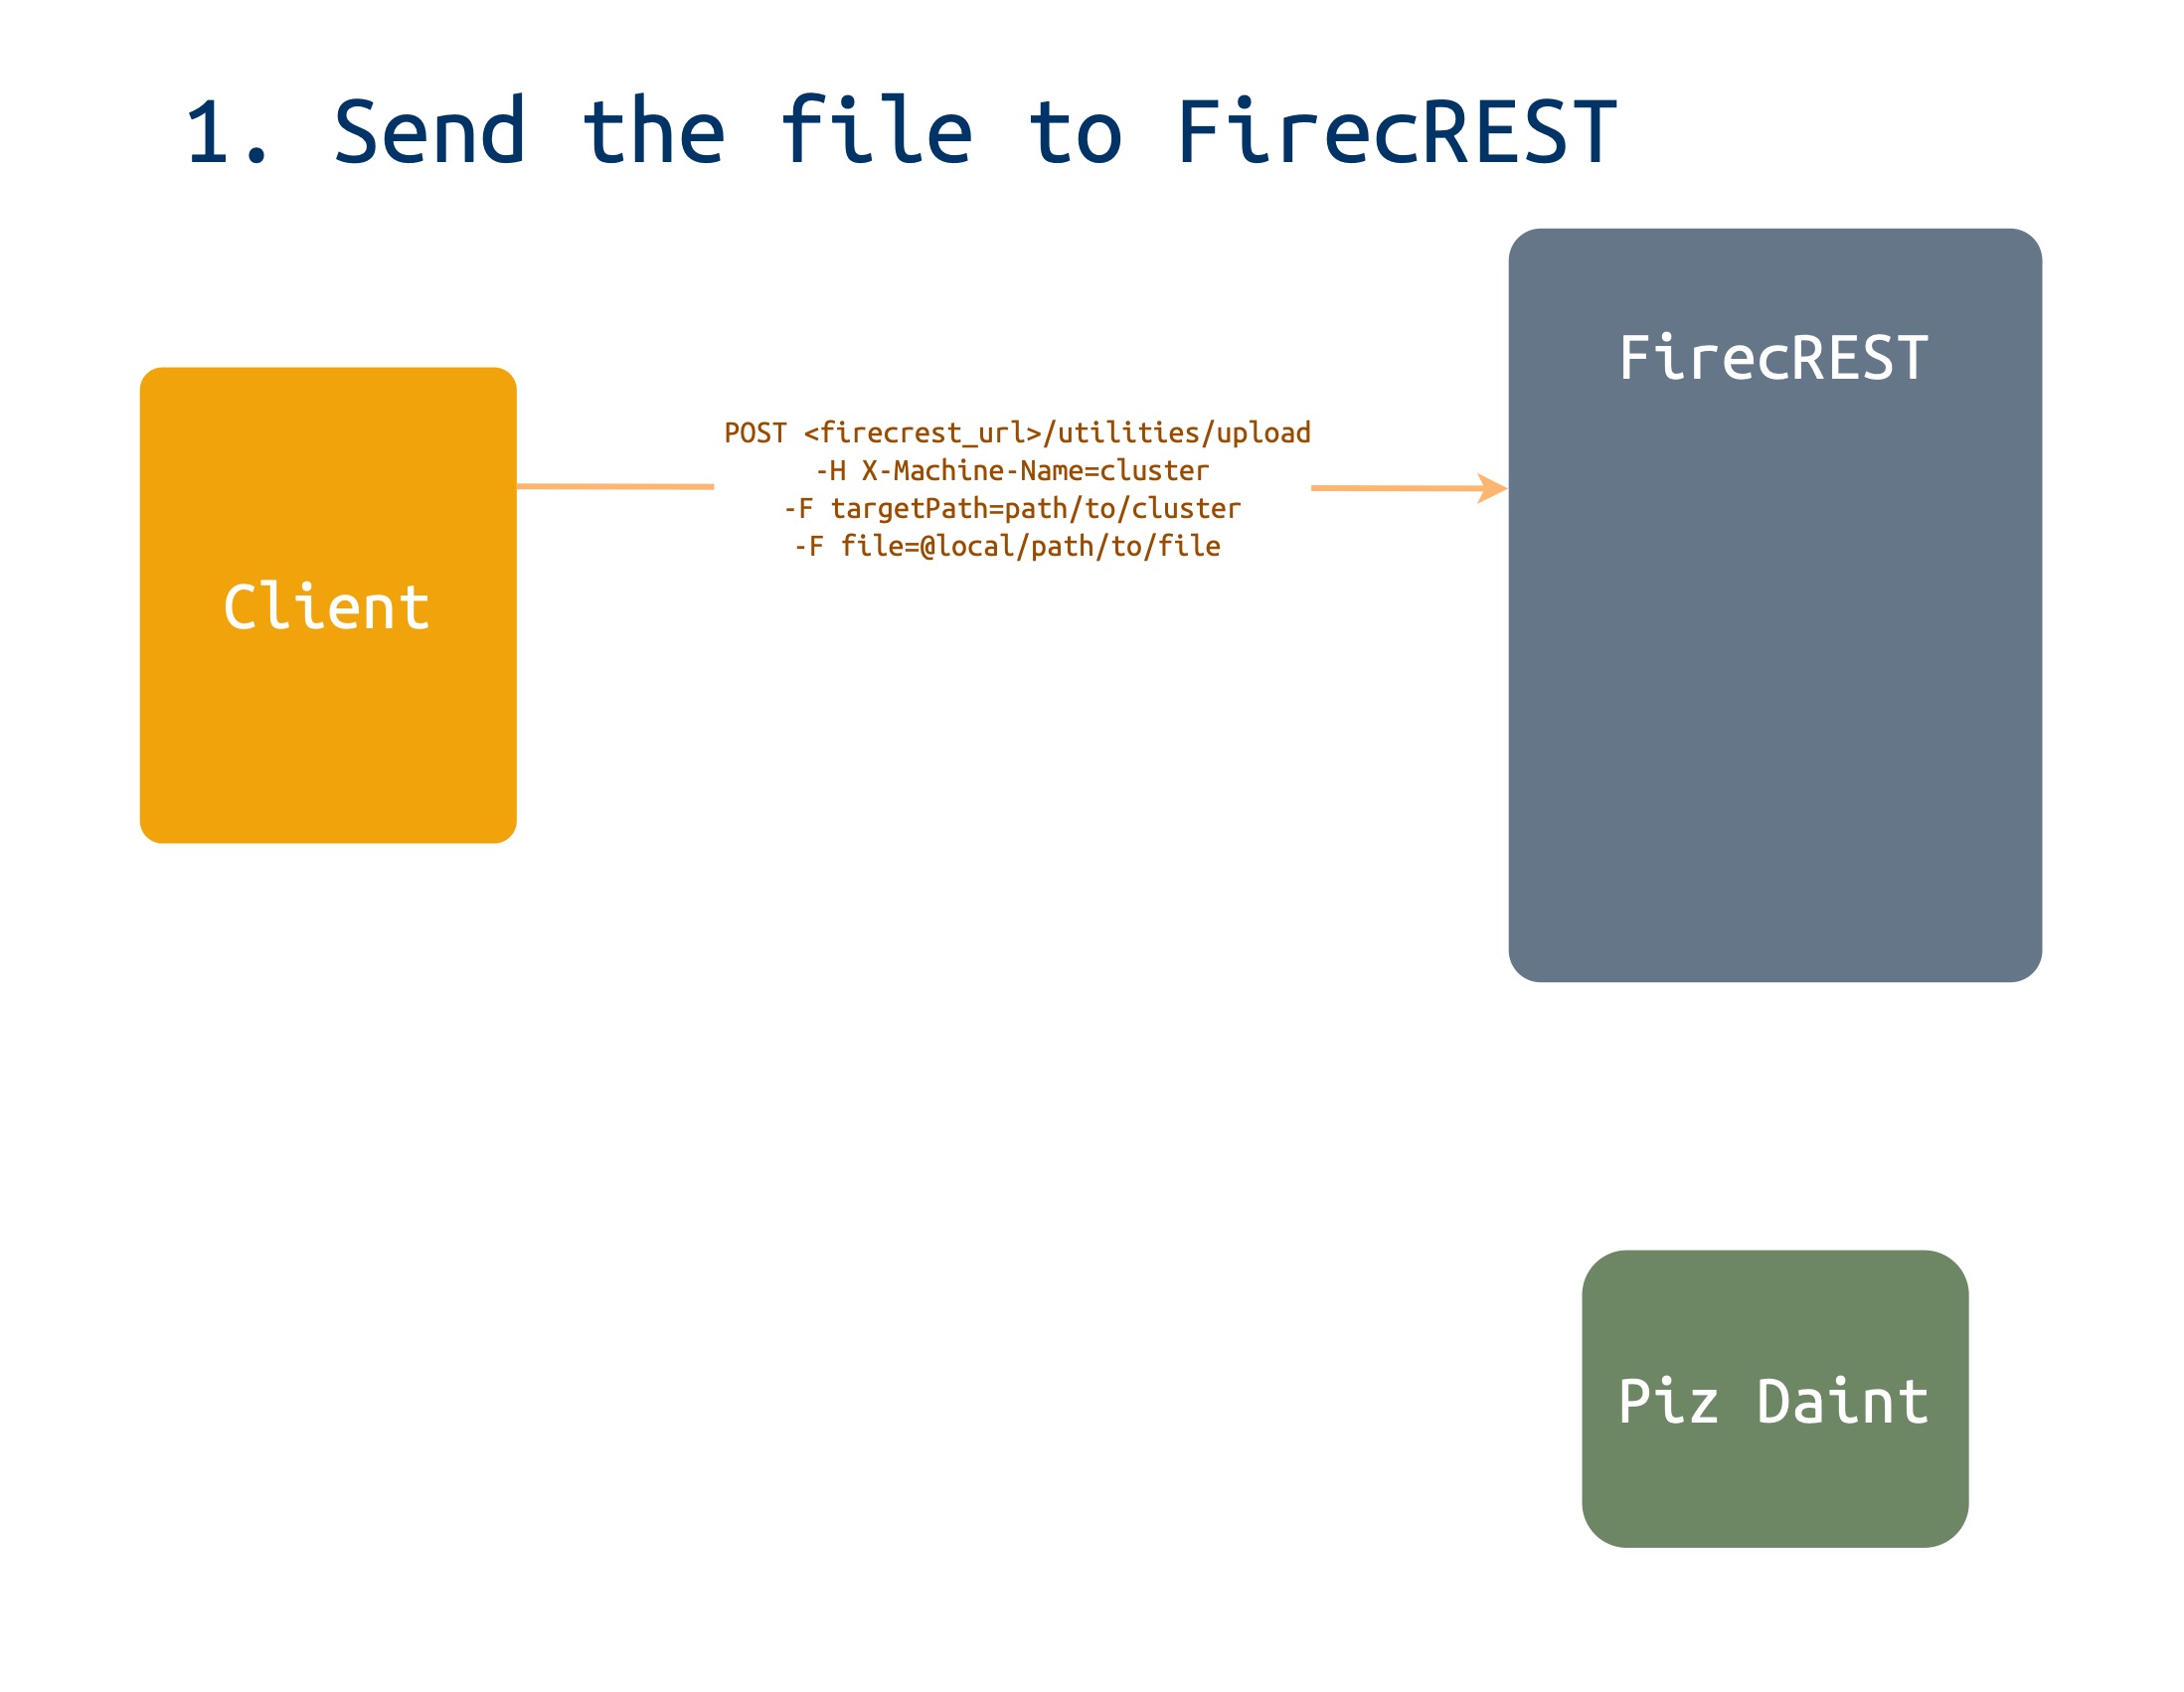 1. Send the file to FirecREST
FirecREST
POST <firecrest_url>/utilities/upload
-H X-Machine-Name=cluster
-F targetPath=path/to/cluster
-F file=@local/path/to/file
Client
Piz Daint